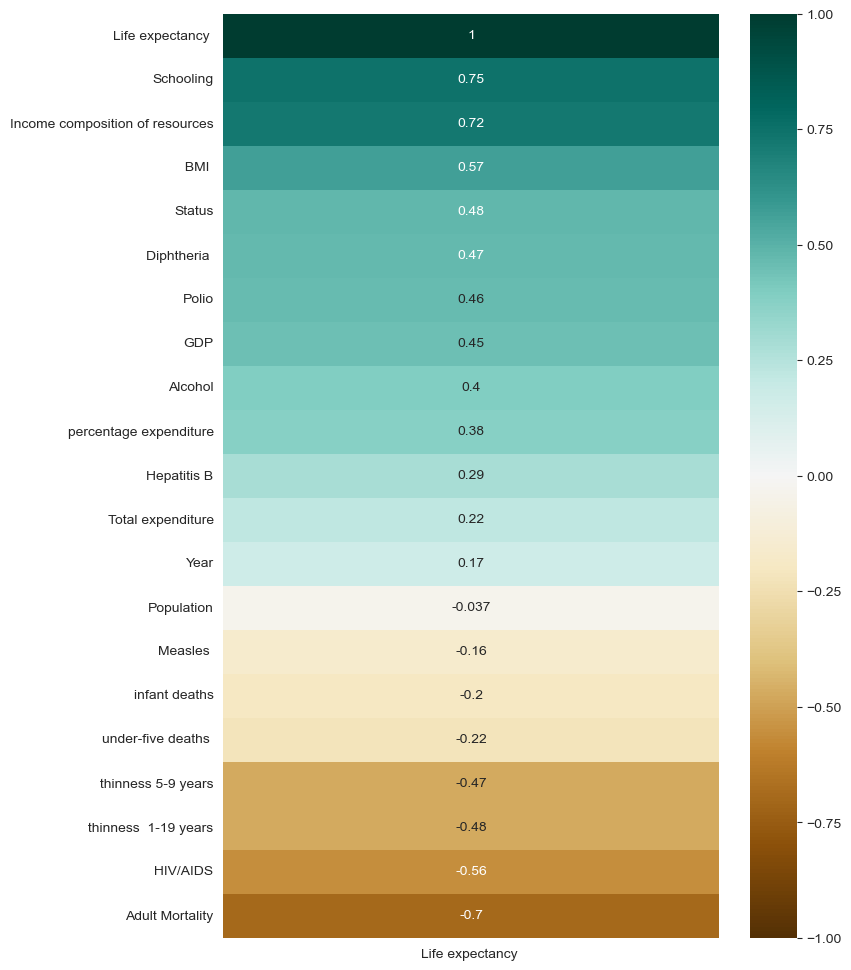 Life expectancy 1
Schooling 0.75
Income composition of resources 0.72
BMI 0.57
Status 0.48
Diphtheria 0.47
Polio 0.46
GDP 0.45
Alcohol 0.4
percentage expenditure 0.38
Hepatitis B 0.29
Total expenditure 0.22
Year 0.17
Population -0.037
Measles -0.16
infant deaths -0.2
under-five deaths -0.22
thinness 5-9 years -0.47
thinness  1-19 years -0.48
HIV/AIDS -0.56
Adult Mortality -0.7
Life expectancy
1.00
0.75
0.50
0.25
0.00
−0.25
−0.50
−0.75
−1.00